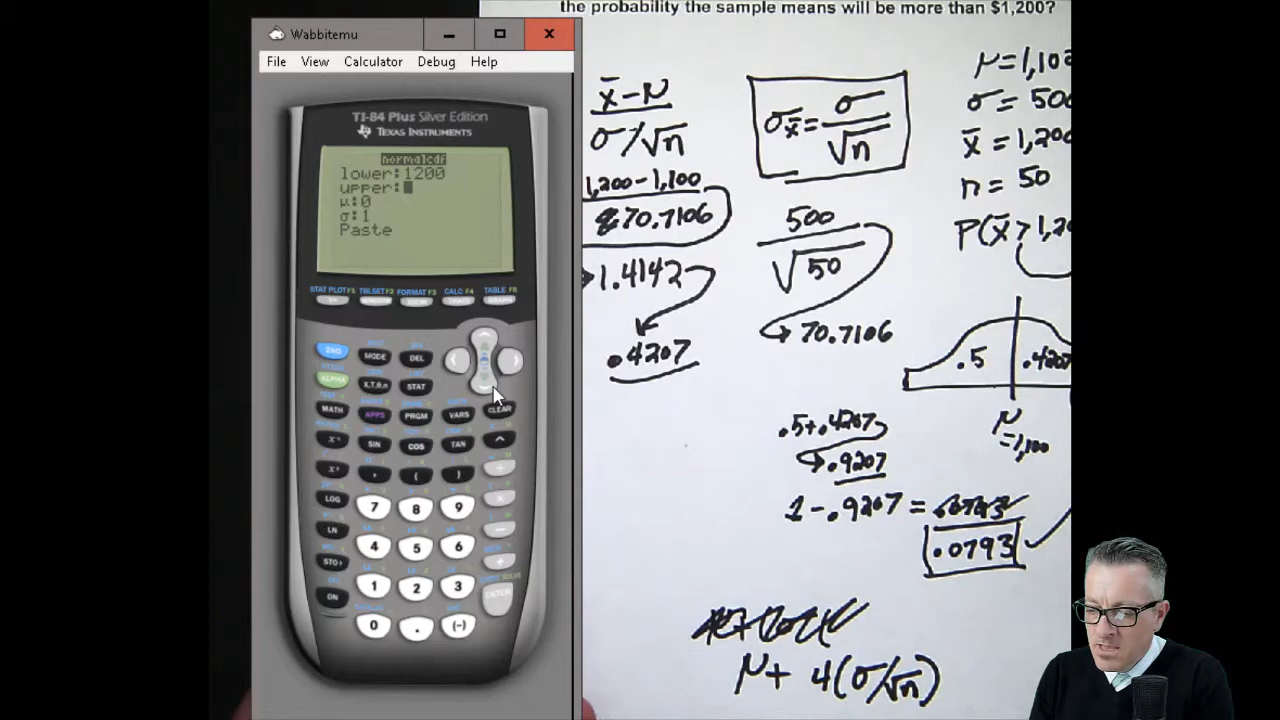 the probability the sample means will be more than $1,200?
Wabbitemu
File View Calculator Debug Help
TI-84 Plus Silver Edition
TEXAS INSTRUMENTS
normalcdf
lower:1200
upper:
μ:0
σ:1
Paste
STAT PLOT F1 TBLSET F2 FORMAT F3 CALC F4 TABLE F5
2ND MODE DEL
ALPHA X,T,θ,n STAT
MATH APPS PRGM VARS CLEAR
SIN COS TAN ^
, ( ) ÷
LOG 7 8 9 ×
LN 4 5 6 −
STO› 1 2 3 +
ON 0 . (-) ENTER
x̄ − μ
σ/√n
1,200 − 1,100
70.7106
1.4142
.4207
σx̄ = σ/√n
500
√50
70.7106
μ = 1,100
σ = 500
x̄ = 1,200
n = 50
P(x̄ > 1,20
.5 .4207
μ
=1,100
.5+.4207
.9207
1 − .9207 = .0793
.0793
μ + 4(σ/√n)